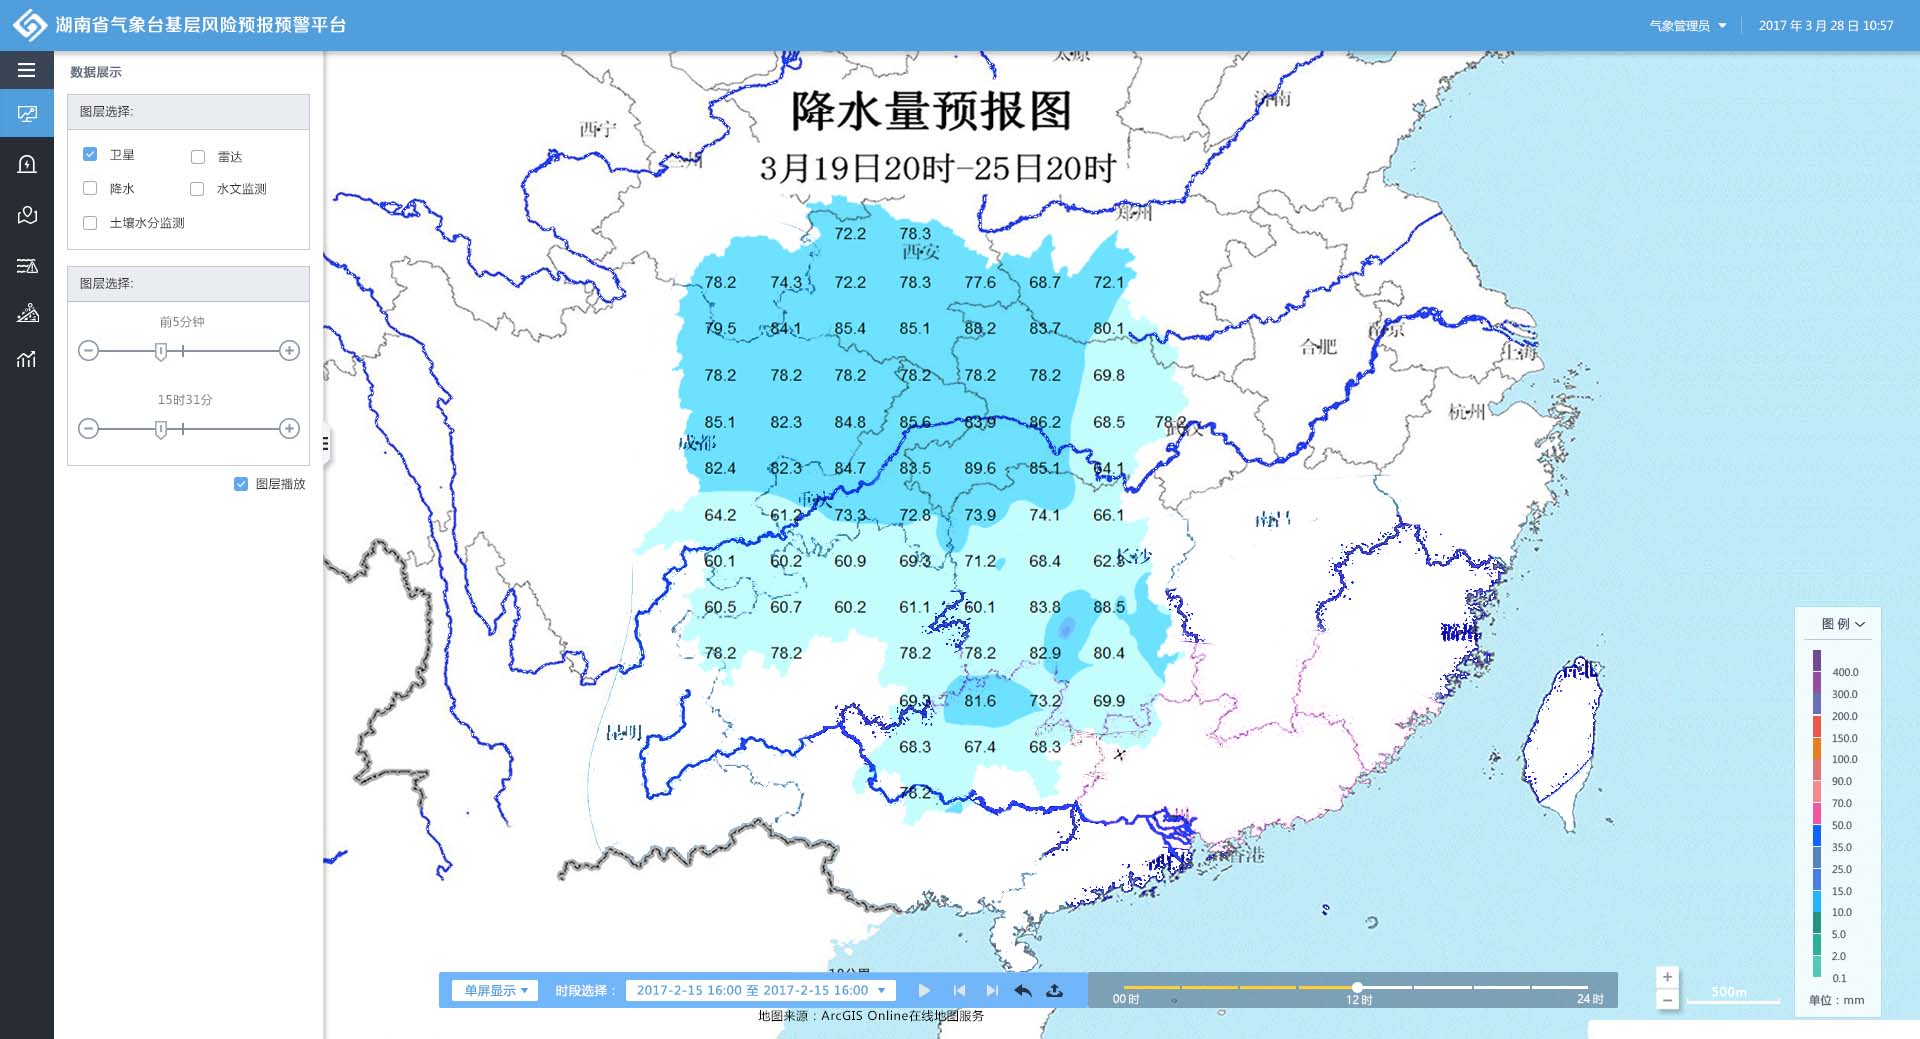 湖南省气象台基层风险预报预警平台
气象管理员
2017 年 3 月 28 日 10:57
数据展示
图层选择:
卫星
雷达
降水
水文监测
土壤水分监测
图层选择:
前5分钟
15时31分
图层播放
降水量预报图
3月19日20时–25日20时
太原
济南
西宁
兰州
郑州
72.2 78.3
西安
78.2 74.3 72.2 78.3 77.6 68.7 72.1
79.5 84.1 85.4 85.1 88.2 83.7 80.1
南京
合肥
上海
78.2 78.2 78.2 78.2 78.2 78.2 69.8
杭州
85.1 82.3 84.8 85.6 83.9 86.2 68.5 78.2
武汉
成都
82.4 82.3 84.7 83.5 89.6 85.1 64.1
重庆
64.2 61.2 73.3 72.8 73.9 74.1 66.1
南昌
长沙
60.1 60.2 60.9 69.3 71.2 68.4 62.3
60.5 60.7 60.2 61.1 60.1 83.8 88.5
福州
78.2 78.2 78.2 78.2 82.9 80.4
69.3 81.6 73.2 69.9
昆明
68.3 67.4 68.3
78.2
州
香港
图 例
400.0
300.0
200.0
150.0
100.0
90.0
70.0
50.0
35.0
25.0
15.0
10.0
5.0
2.0
0.1
单位：mm
单屏显示
时段选择：
2017-2-15 16:00 至 2017-2-15 16:00
00 时
12 时
24 时
500m
地图来源：ArcGIS Online在线地图服务